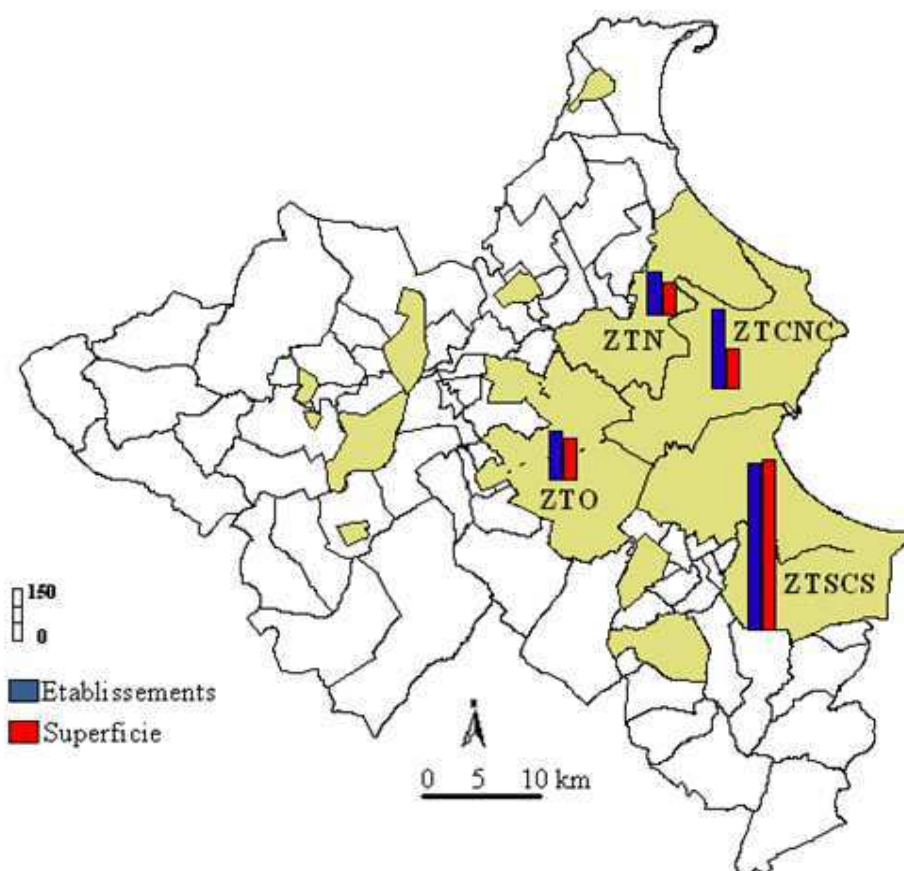 ZTN
ZTCNC
ZTO
ZTSCS
150
0
Etablissements
Superficie
0 5 10 km